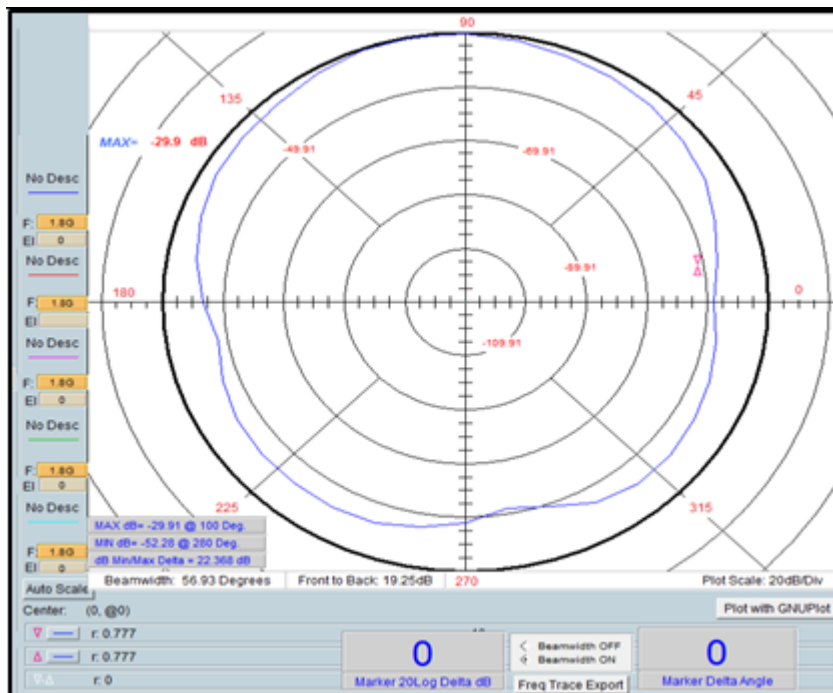 90
135
45
MAX= -29.9 dB
-49.91
-69.91
No Desc
F: 1.8G
El 0
-89.91
No Desc
180
0
F: 1.8G
El
-109.91
No Desc
F: 1.8G
El 0
No Desc
F: 1.8G
El 0
No Desc
225
315
MAX dB= -29.91 @ 100 Deg.
MIN dB= -52.28 @ 280 Deg.
dB Min/Max Delta = 22.368 dB
F: 1.8G
El 0
Auto Scale
Beamwidth: 56.93 Degrees
Front to Back: 19.25dB
270
Plot Scale: 20dB/Div
Center: (0, @0)
Plot with GNUPlot
r: 0.777
r: 0.777
r: 0
0
Marker 20Log Delta dB
Beamwidth OFF
Beamwidth ON
Freq Trace Export
0
Marker Delta Angle